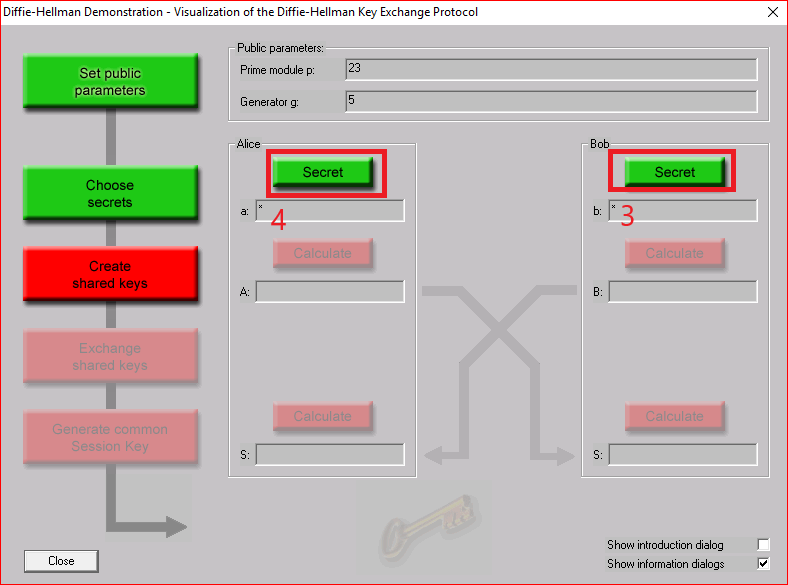 Diffie-Hellman Demonstration - Visualization of the Diffie-Hellman Key Exchange Protocol
Set public
parameters
Choose
secrets
Create
shared keys
Exchange
shared keys
Generate common
Session Key
Close
Public parameters:
Prime module p: 23
Generator g: 5
Alice
Secret
a: * 4
Calculate
A:
Calculate
S:
Bob
Secret
b: * 3
Calculate
B:
Calculate
S:
Show introduction dialog
Show information dialogs